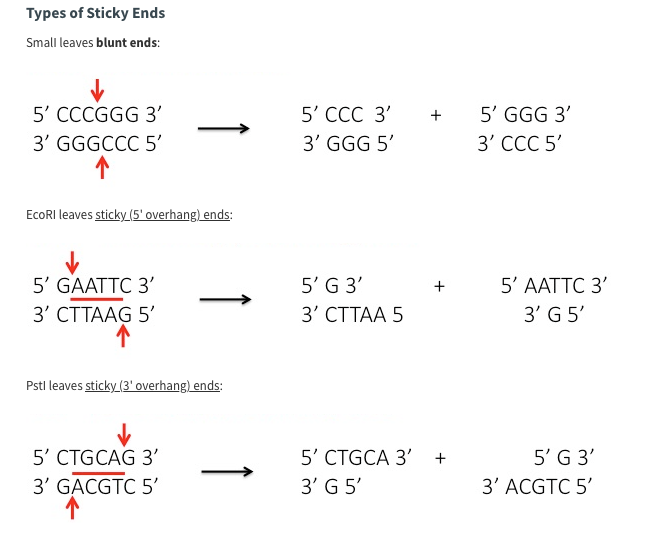 Types of Sticky Ends
SmaII leaves blunt ends:
5′ CCCGGG 3′ 5′ CCC 3′ + 5′ GGG 3′
3′ GGGCCC 5′ 3′ GGG 5′ 3′ CCC 5′
EcoRI leaves sticky (5' overhang) ends:
5′ GAATTC 3′ 5′ G 3′ + 5′ AATTC 3′
3′ CTTAAG 5′ 3′ CTTAA 5 3′ G 5′
PstI leaves sticky (3' overhang) ends:
5′ CTGCAG 3′ 5′ CTGCA 3′ + 5′ G 3′
3′ GACGTC 5′ 3′ G 5′ 3′ ACGTC 5′